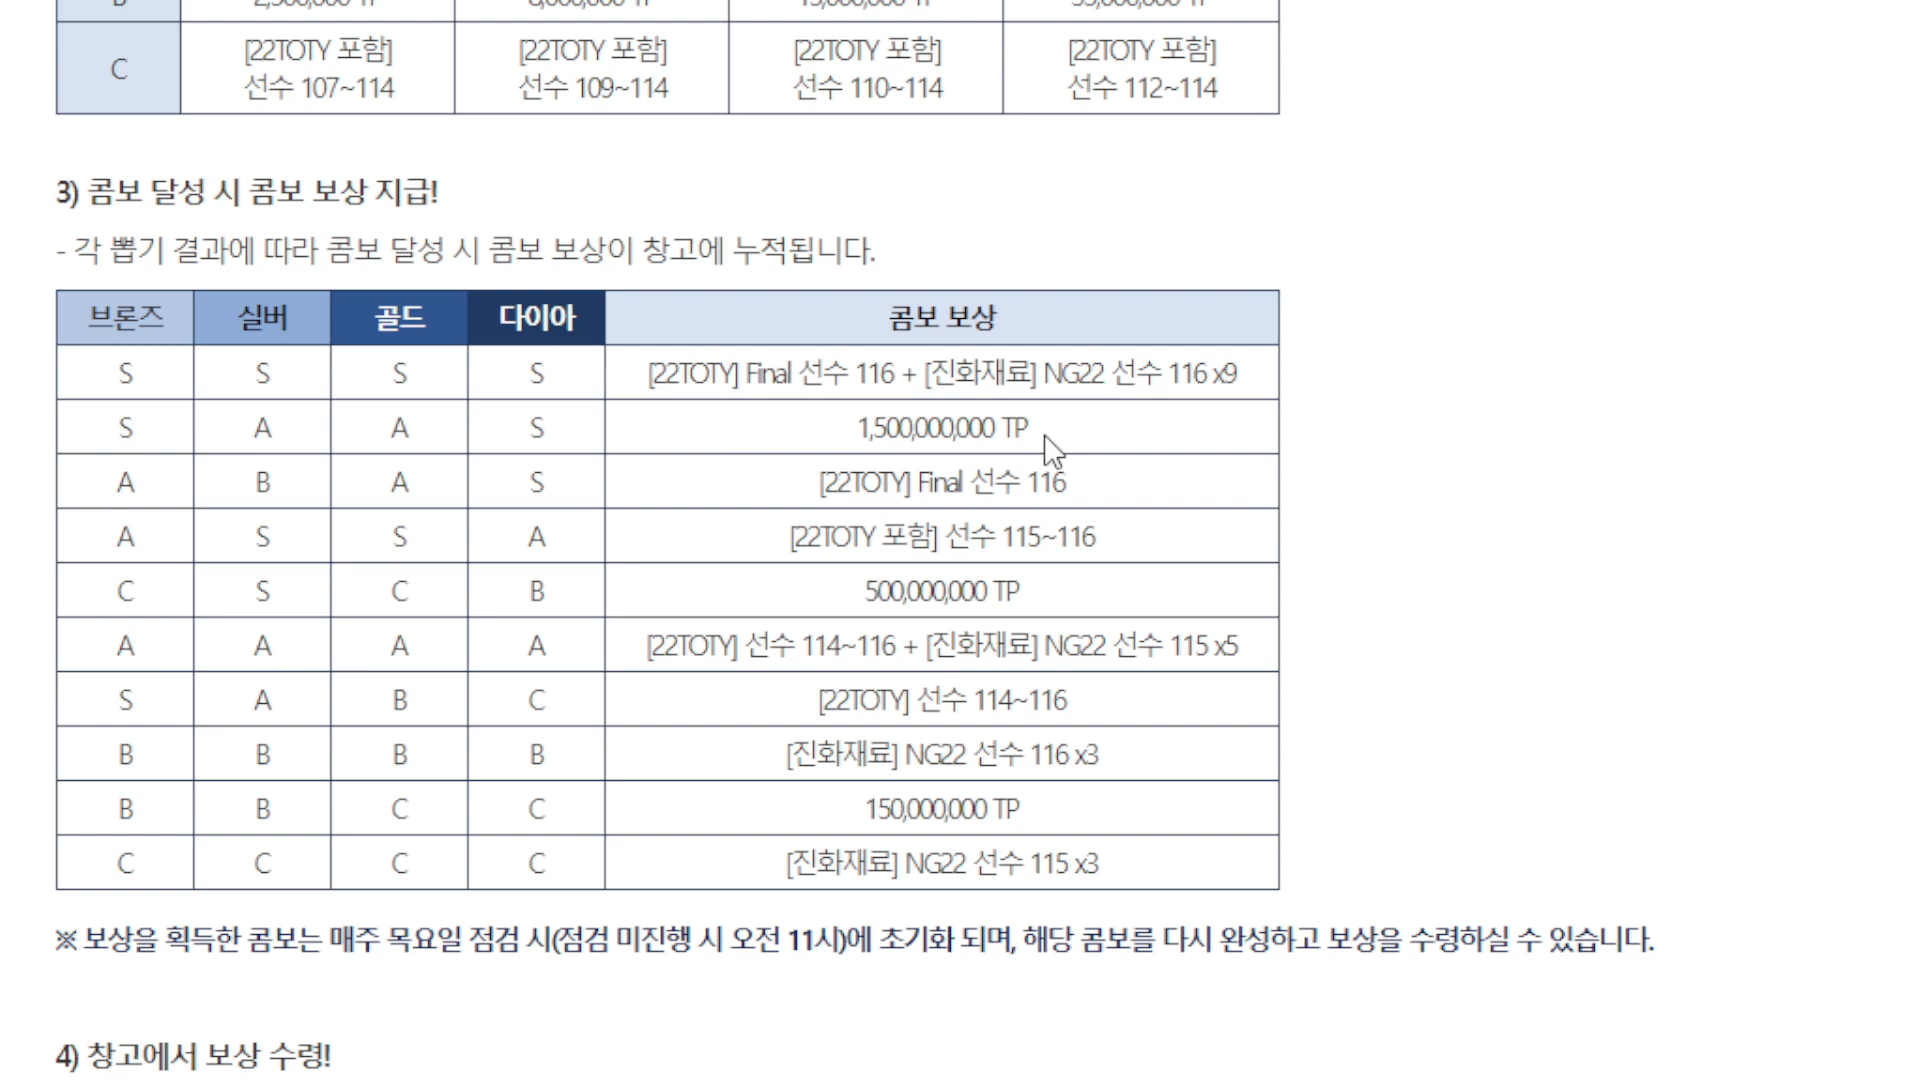 C [22TOTY 포함] [22TOTY 포함] [22TOTY 포함] [22TOTY 포함]
선수 107~114 선수 109~114 선수 110~114 선수 112~114
3) 콤보 달성 시 콤보 보상 지급!
- 각 뽑기 결과에 따라 콤보 달성 시 콤보 보상이 창고에 누적됩니다.
브론즈 실버 골드 다이아 콤보 보상
S S S S [22TOTY] Final 선수 116 + [진화재료] NG22 선수 116 x9
S A A S 1,500,000,000 TP
A B A S [22TOTY] Final 선수 116
A S S A [22TOTY 포함] 선수 115~116
C S C B 500,000,000 TP
A A A A [22TOTY] 선수 114~116 + [진화재료] NG22 선수 115 x5
S A B C [22TOTY] 선수 114~116
B B B B [진화재료] NG22 선수 116 x3
B B C C 150,000,000 TP
C C C C [진화재료] NG22 선수 115 x3
※ 보상을 획득한 콤보는 매주 목요일 점검 시(점검 미진행 시 오전 11시)에 초기화 되며, 해당 콤보를 다시 완성하고 보상을 수령하실 수 있습니다.
4) 창고에서 보상 수령!